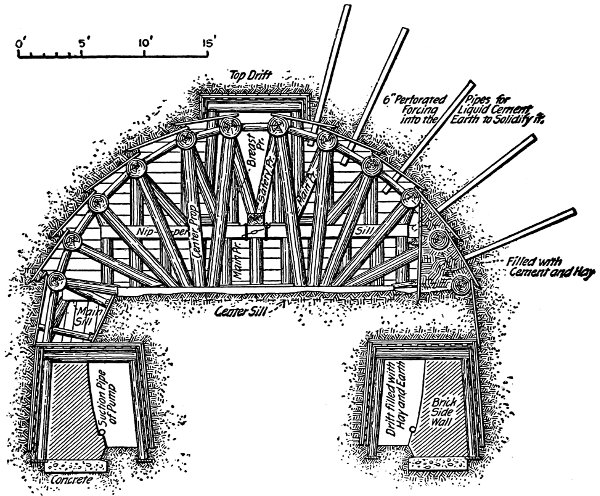 0' 5' 10' 15'
Top Drift
6" Perforated Pipes for
Forcing Liquid Cement
into the Earth to Solidify it.
Breast
Pr.
Main Pr.
Center Prop
Nipper Sill
Main Pr.
Filled with
Cement and Hay
Main
Sill
Center Sill
Suction Pipe
of Pump
Drift filled with
Hay and Earth
Brick
Side
Wall
Concrete